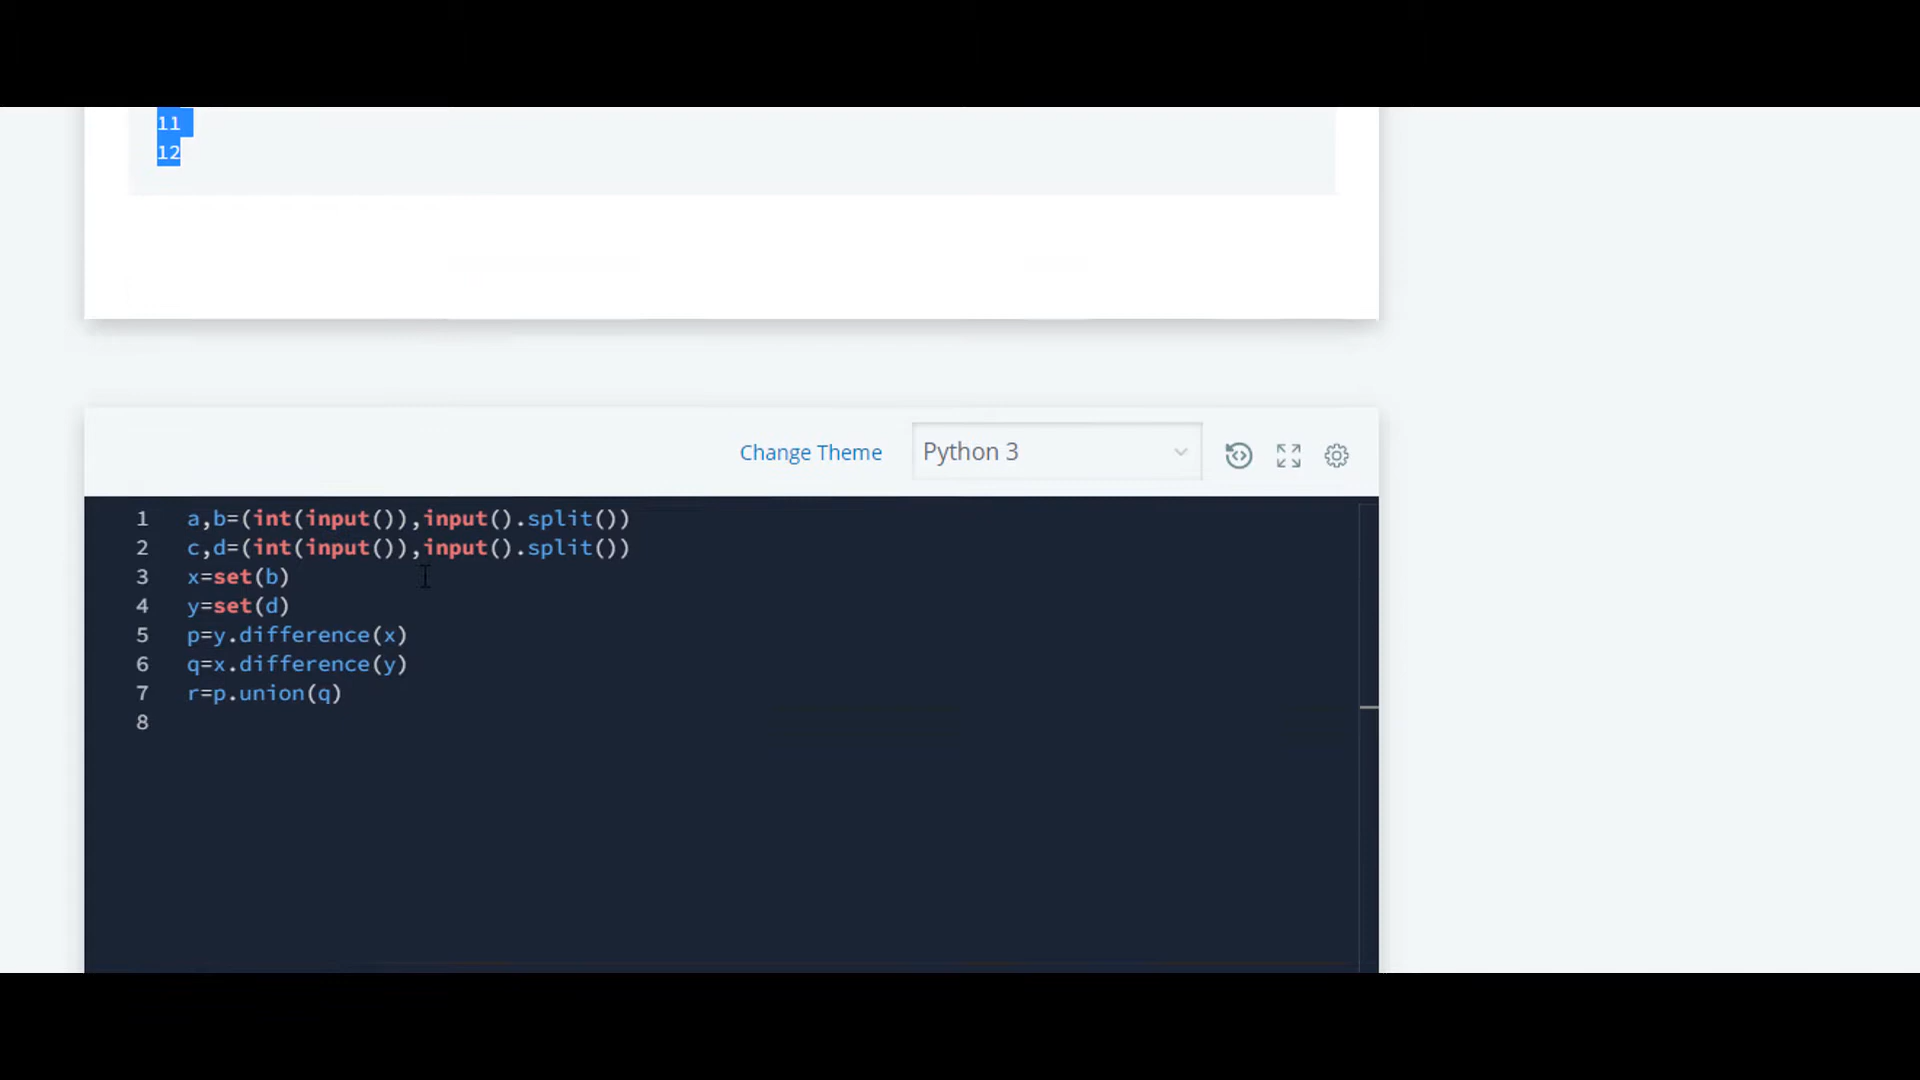 11
12
Change Theme
Python 3
1 a,b=(int(input()),input().split())
2 c,d=(int(input()),input().split())
3 x=set(b)
4 y=set(d)
5 p=y.difference(x)
6 q=x.difference(y)
7 r=p.union(q)
8